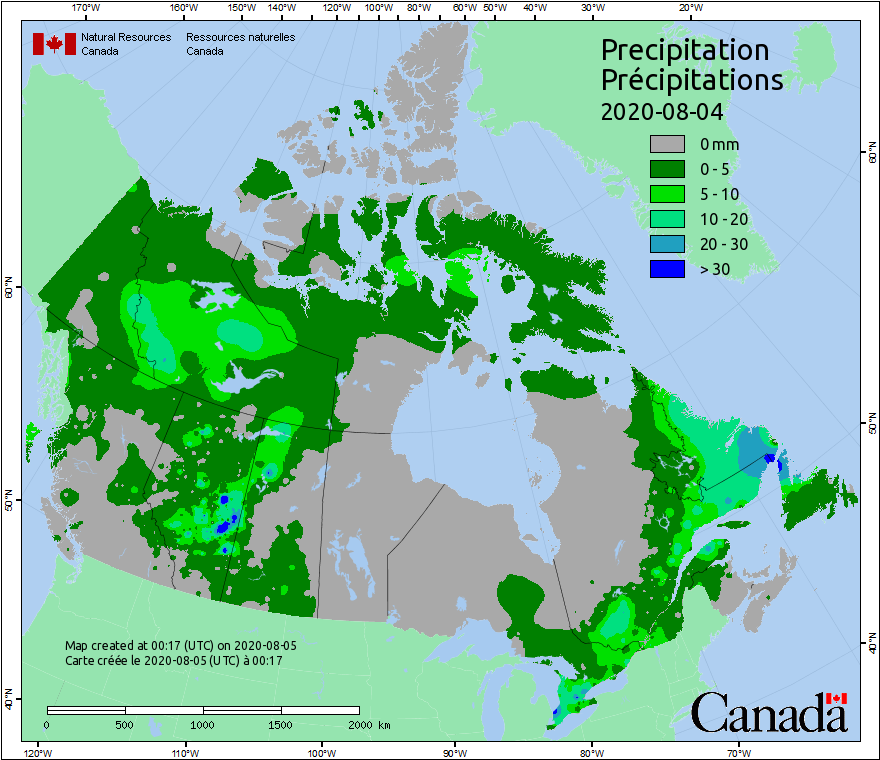 170°W 160°W 150°W 140°W 130°W 120°W 110°W 100°W 90°W 80°W 60°W 50°W 40°W 30°W 20°W
Natural Resources Ressources naturelles
Canada Canada
Precipitation
Précipitations
2020-08-04
0 mm
0 - 5
5 - 10
10 - 20
20 - 30
> 30
60°N
60°N
50°N
50°N
40°N
40°N
Map created at 00:17 (UTC) on 2020-08-05
Carte créée le 2020-08-05 (UTC) à 00:17
0 500 1000 1500 2000 km
Canada
120°W 110°W 100°W 90°W 80°W 70°W